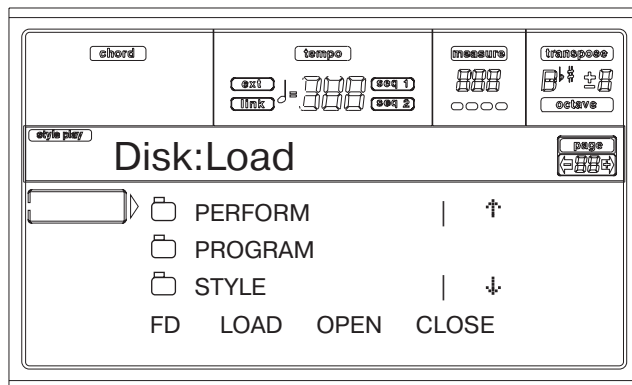 chord
tempo
measure
transpose
ext
seq 1
link
seq 2
octave
style play
Disk:Load
page
PERFORM
PROGRAM
STYLE
FD LOAD OPEN CLOSE